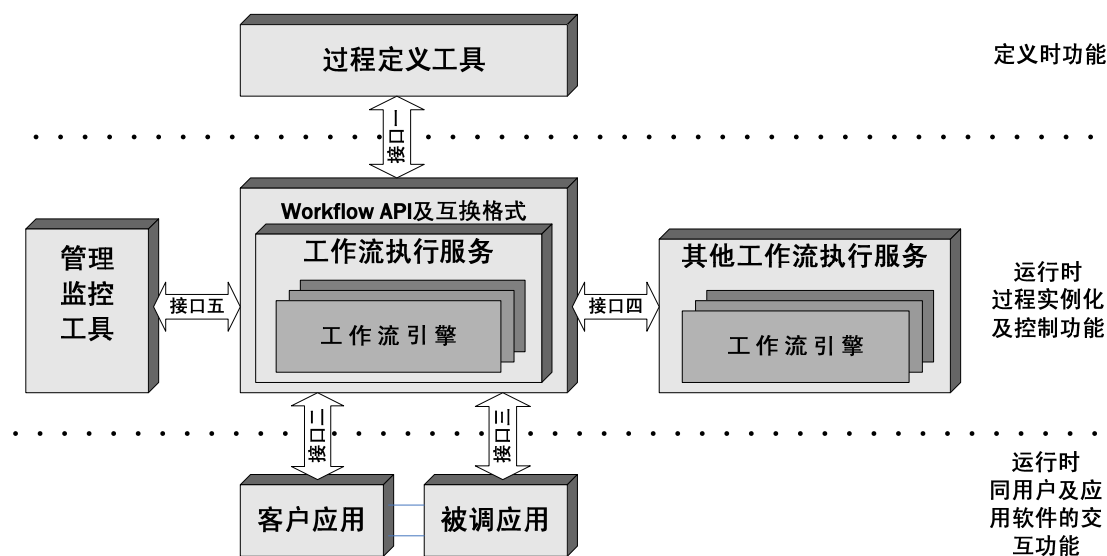 过程定义工具
定义时功能
接口一
Workflow API及互换格式
工作流执行服务
工作流引擎
管理
监控
工具
接口五
接口四
其他工作流执行服务
工作流引擎
运行时
过程实例化
及控制功能
接口二
接口三
客户应用
被调应用
运行时
同用户及应
用软件的交
互功能